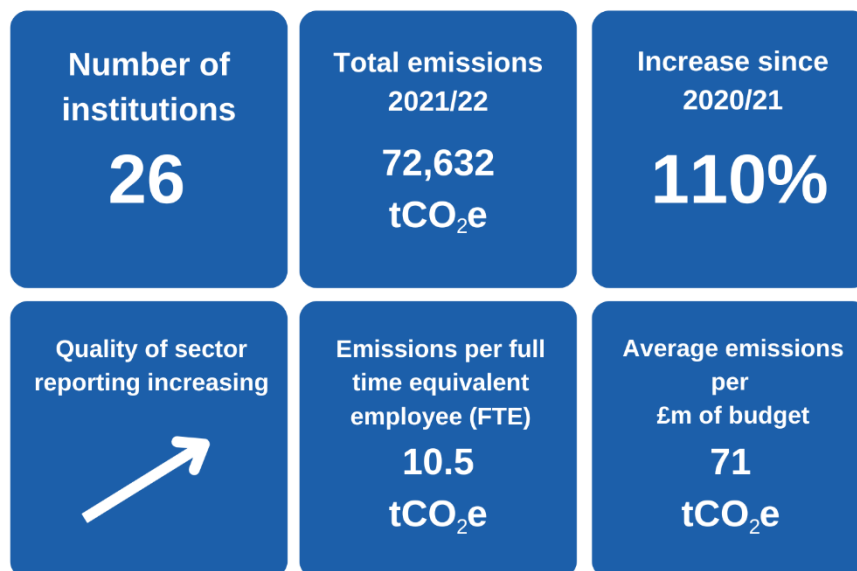 Number of
institutions
26
Total emissions
2021/22
72,632
tCO₂e
Increase since
2020/21
110%
Quality of sector
reporting increasing
Emissions per full
time equivalent
employee (FTE)
10.5
tCO₂e
Average emissions
per
£m of budget
71
tCO₂e